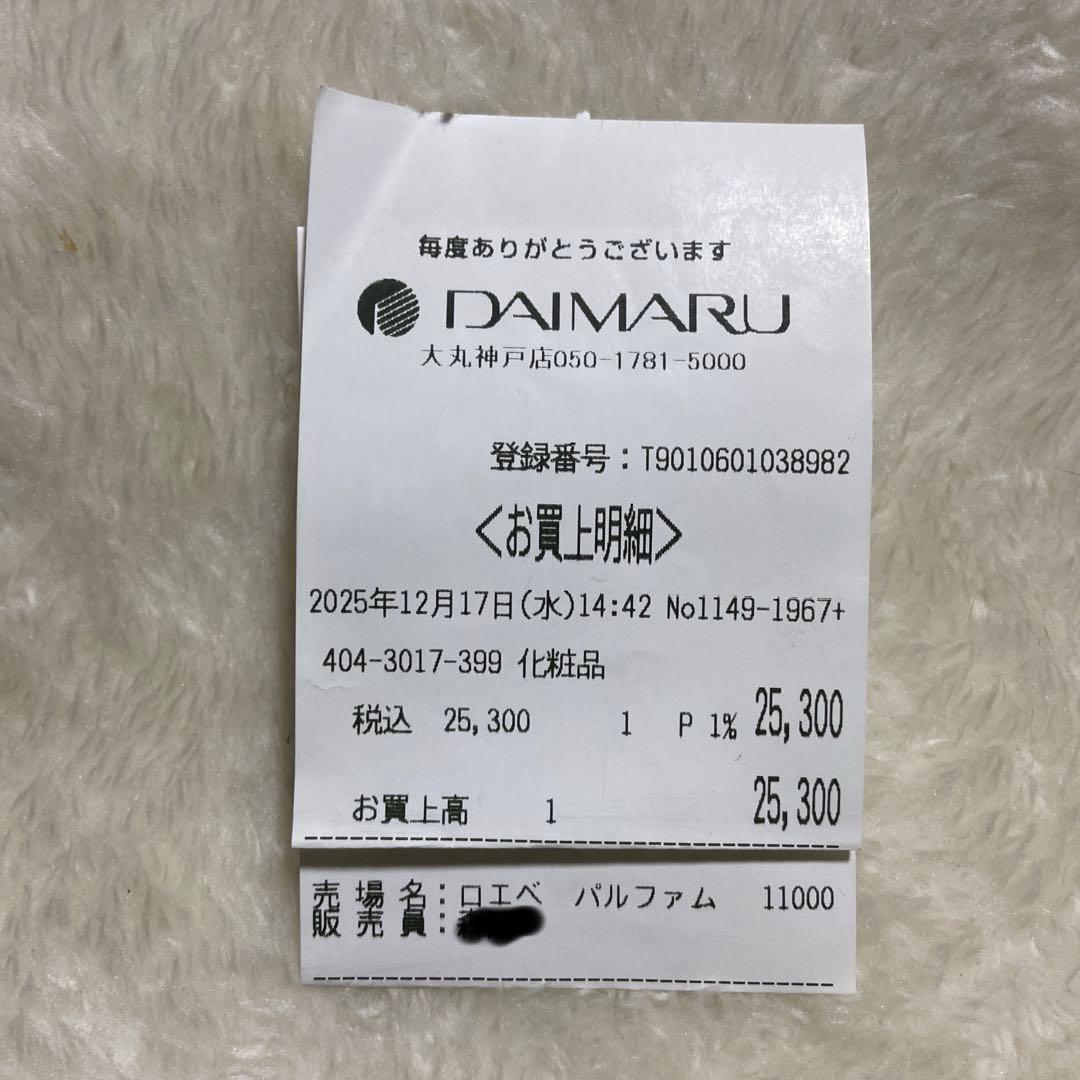 毎度ありがとうございます
DAIMARU
大丸神戸店050-1781-5000
登録番号：T9010601038982
<お買上明細>
2025年12月17日(水)14:42 No1149-1967+
404-3017-399 化粧品
税込 25,300 1 P 1% 25,300
お買上高 1 25,300
売場名：ロエベ パルファム 11000
販売員：